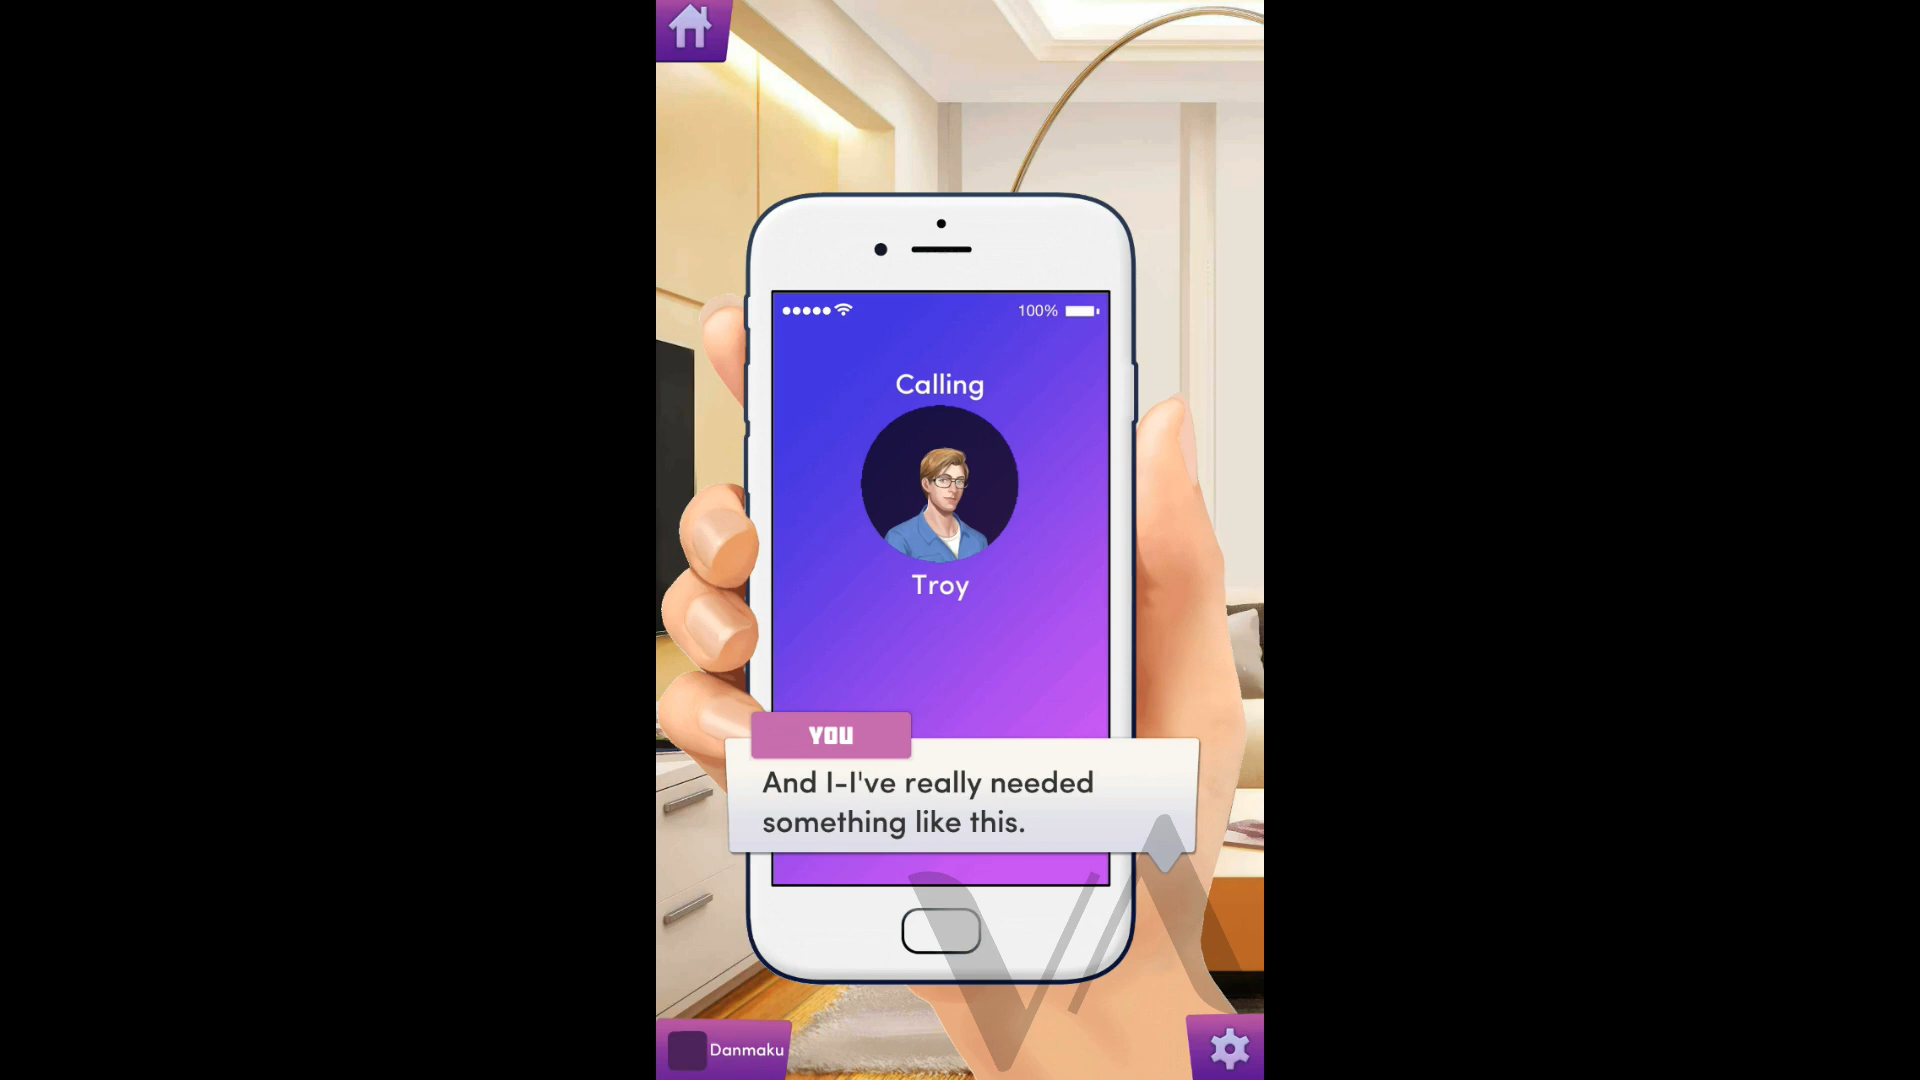 100%
Calling
Troy
YOU
And I-I've really needed
something like this.
Danmaku